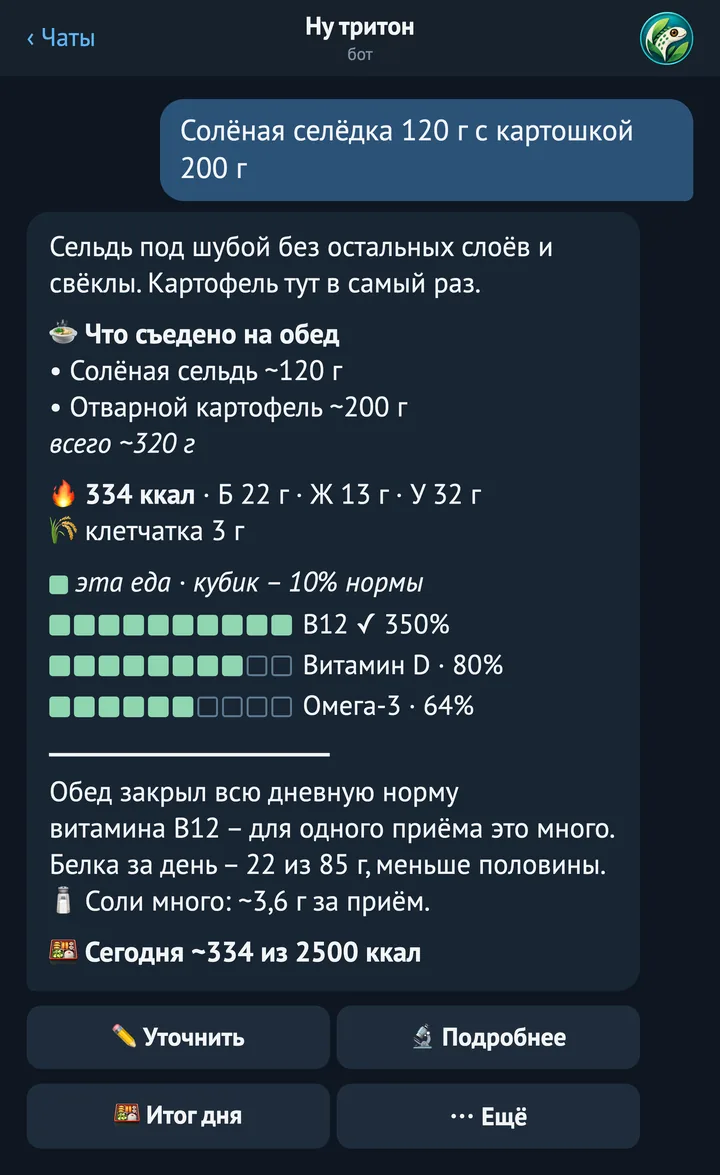 ‹ Чаты
Ну тритон
бот
Солёная селёдка 120 г с картошкой
200 г
Сельдь под шубой без остальных слоёв и
свёклы. Картофель тут в самый раз.
🍲 Что съедено на обед
• Солёная сельдь ~120 г
• Отварной картофель ~200 г
всего ~320 г
🔥 334 ккал · Б 22 г · Ж 13 г · У 32 г
🌾 клетчатка 3 г
эта еда · кубик – 10% нормы
B12 ✓ 350%
Витамин D · 80%
Омега-3 · 64%
Обед закрыл всю дневную норму
витамина B12 – для одного приёма это много.
Белка за день – 22 из 85 г, меньше половины.
🧂 Соли много: ~3,6 г за приём.
🍱 Сегодня ~334 из 2500 ккал
✏️ Уточнить
🔬 Подробнее
🍱 Итог дня
··· Ещё